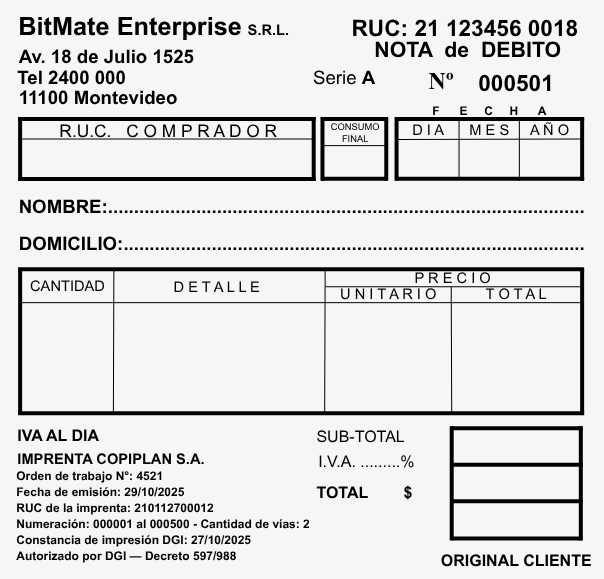 BitMate Enterprise S.R.L.
Av. 18 de Julio 1525
Tel 2400 000
11100 Montevideo
RUC: 21 123456 0018
NOTA de DEBITO
Serie A Nº 000501
F E C H A
R.U.C. COMPRADOR
CONSUMO
FINAL
DIA MES AÑO
NOMBRE:..........................................................................................
DOMICILIO:.......................................................................................
CANTIDAD DETALLE PRECIO
UNITARIO TOTAL
IVA AL DIA
IMPRENTA COPIPLAN S.A.
Orden de trabajo N°: 4521
Fecha de emisión: 29/10/2025
RUC de la imprenta: 210112700012
Numeración: 000001 al 000500 - Cantidad de vías: 2
Constancia de impresión DGI: 27/10/2025
Autorizado por DGI — Decreto 597/988
SUB-TOTAL
I.V.A. .........%
TOTAL $
ORIGINAL CLIENTE